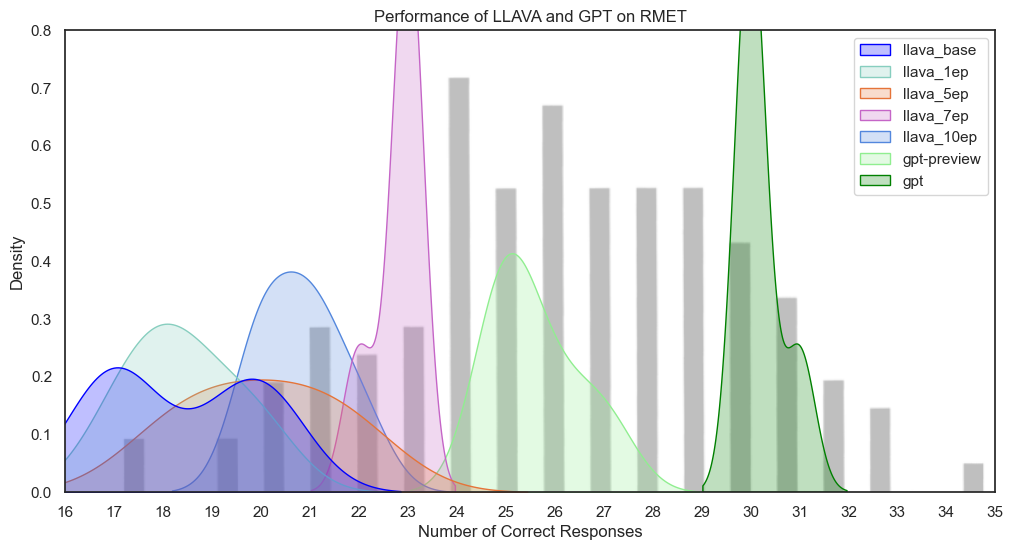 Performance of LLAVA and GPT on RMET
0.8
0.7
0.6
0.5
0.4
0.3
0.2
0.1
0.0
Density
llava_base
llava_1ep
llava_5ep
llava_7ep
llava_10ep
gpt-preview
gpt
16 17 18 19 20 21 22 23 24 25 26 27 28 29 30 31 32 33 34 35
Number of Correct Responses